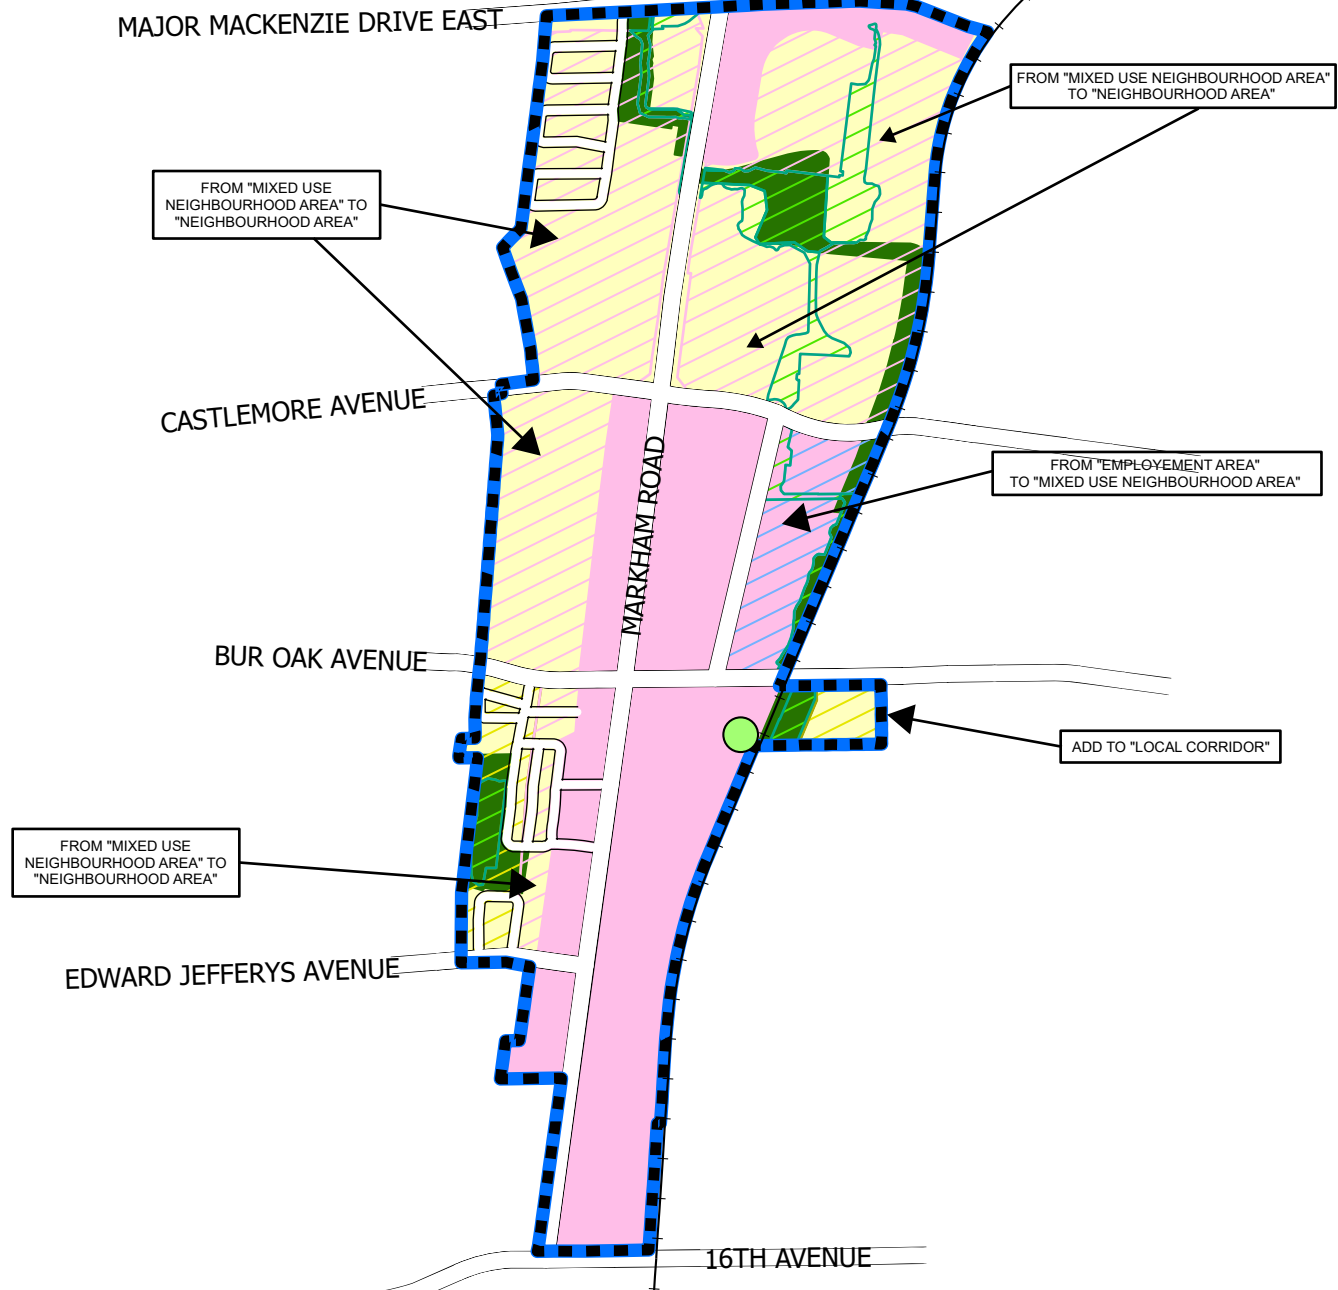 MAJOR MACKENZIE DRIVE EAST
FROM "MIXED USE NEIGHBOURHOOD AREA"
TO "NEIGHBOURHOOD AREA"
FROM "MIXED USE
NEIGHBOURHOOD AREA" TO
"NEIGHBOURHOOD AREA"
CASTLEMORE AVENUE
MARKHAM ROAD
FROM "EMPLOYEMENT AREA"
TO "MIXED USE NEIGHBOURHOOD AREA"
BUR OAK AVENUE
ADD TO "LOCAL CORRIDOR"
FROM "MIXED USE
NEIGHBOURHOOD AREA" TO
"NEIGHBOURHOOD AREA"
EDWARD JEFFERYS AVENUE
16TH AVENUE